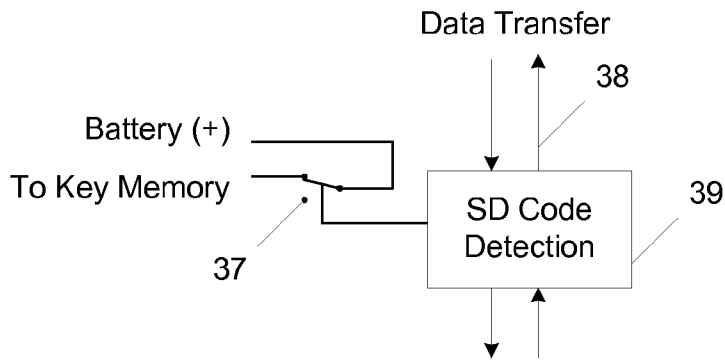 Data Transfer
38
Battery (+)
To Key Memory
SD Code
Detection
39
37